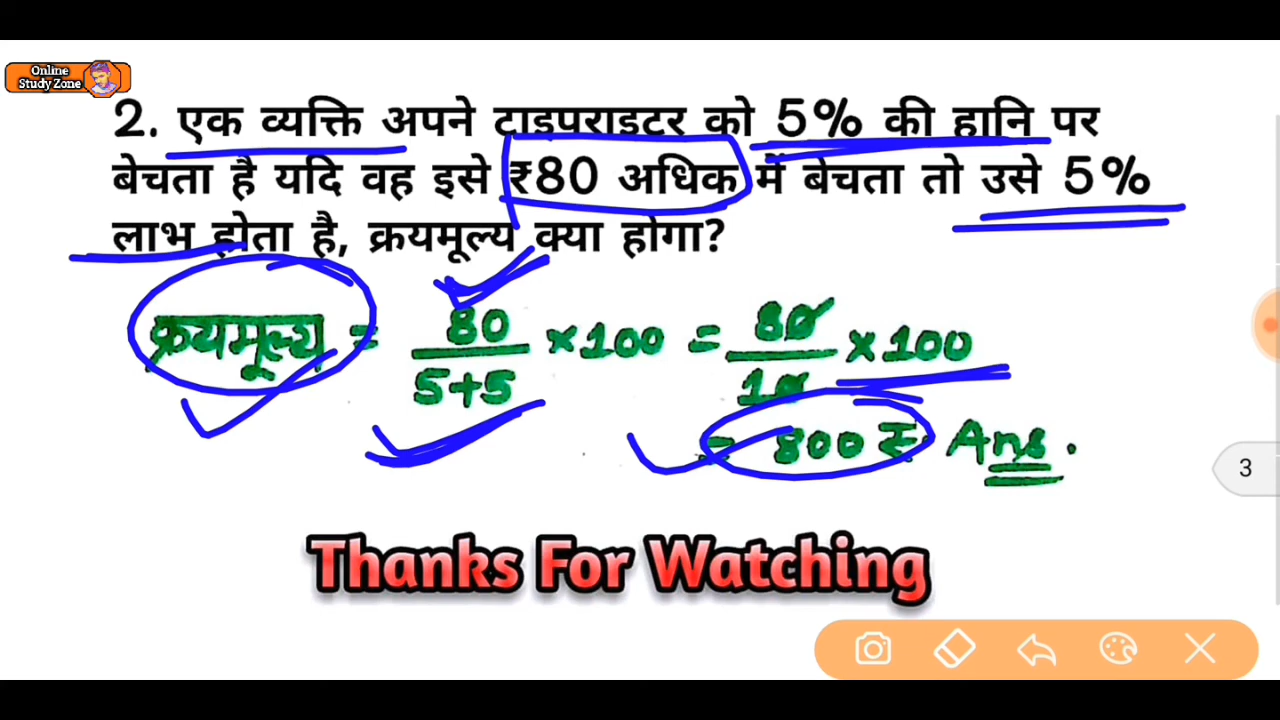 Online
Study Zone
2. एक व्यक्ति अपने टाइपराइटर को 5% की हानि पर
बेचता है यदि वह इसे ₹80 अधिक में बेचता तो उसे 5%
लाभ होता है, क्रयमूल्य क्या होगा?
क्रयमूल्य = 80/5+5 ×100 = 80/10 ×100
= 800 ₹ Ans.
3
Thanks For Watching